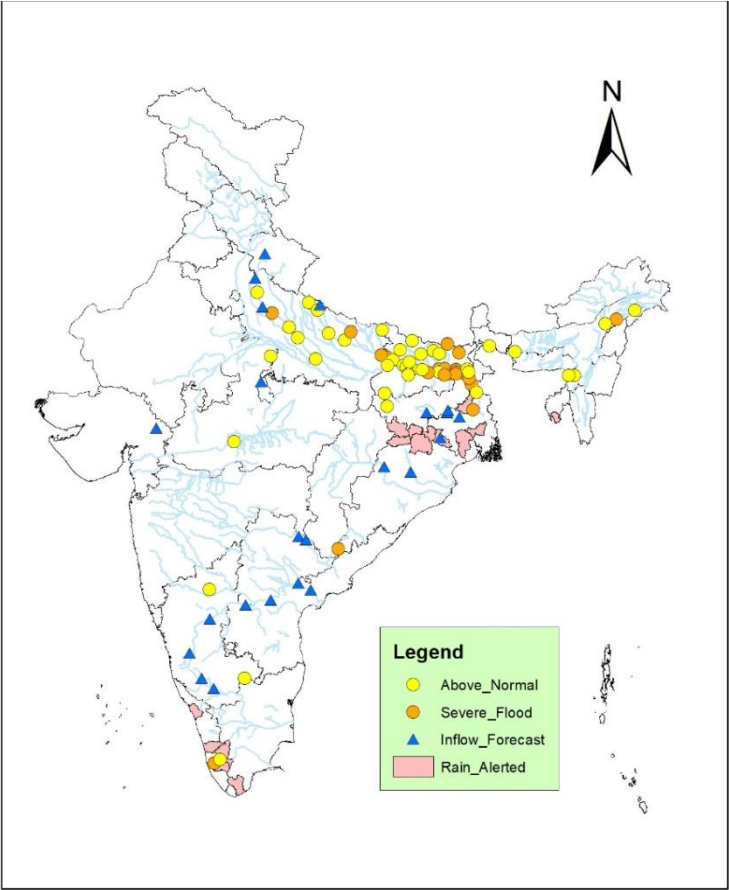 N
Legend
Above_Normal
Severe_Flood
Inflow_Forecast
Rain_Alerted